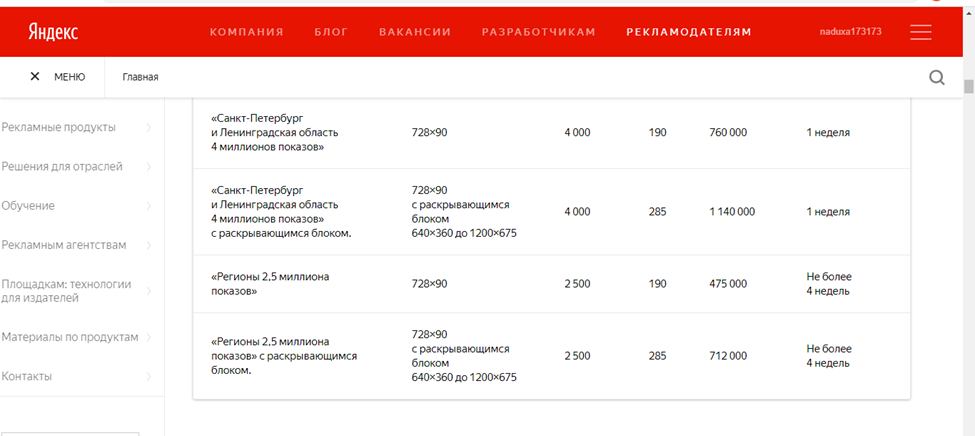 Яндекс
КОМПАНИЯ БЛОГ ВАКАНСИИ РАЗРАБОТЧИКАМ РЕКЛАМОДАТЕЛЯМ naduxa173173
✕ МЕНЮ Главная
Рекламные продукты
Решения для отраслей
Обучение
Рекламным агентствам
Площадкам: технологии
для издателей
Материалы по продуктам
Контакты
«Санкт-Петербург
и Ленинградская область
4 миллионов показов»
728×90
4 000
190
760 000
1 неделя
«Санкт-Петербург
и Ленинградская область
4 миллионов показов»
с раскрывающимся блоком.
728×90
с раскрывающимся
блоком
640×360 до 1200×675
4 000
285
1 140 000
1 неделя
«Регионы 2,5 миллиона
показов»
728×90
2 500
190
475 000
Не более
4 недель
«Регионы 2,5 миллиона
показов» с раскрывающимся
блоком.
728×90
с раскрывающимся
блоком
640×360 до 1200×675
2 500
285
712 000
Не более
4 недель